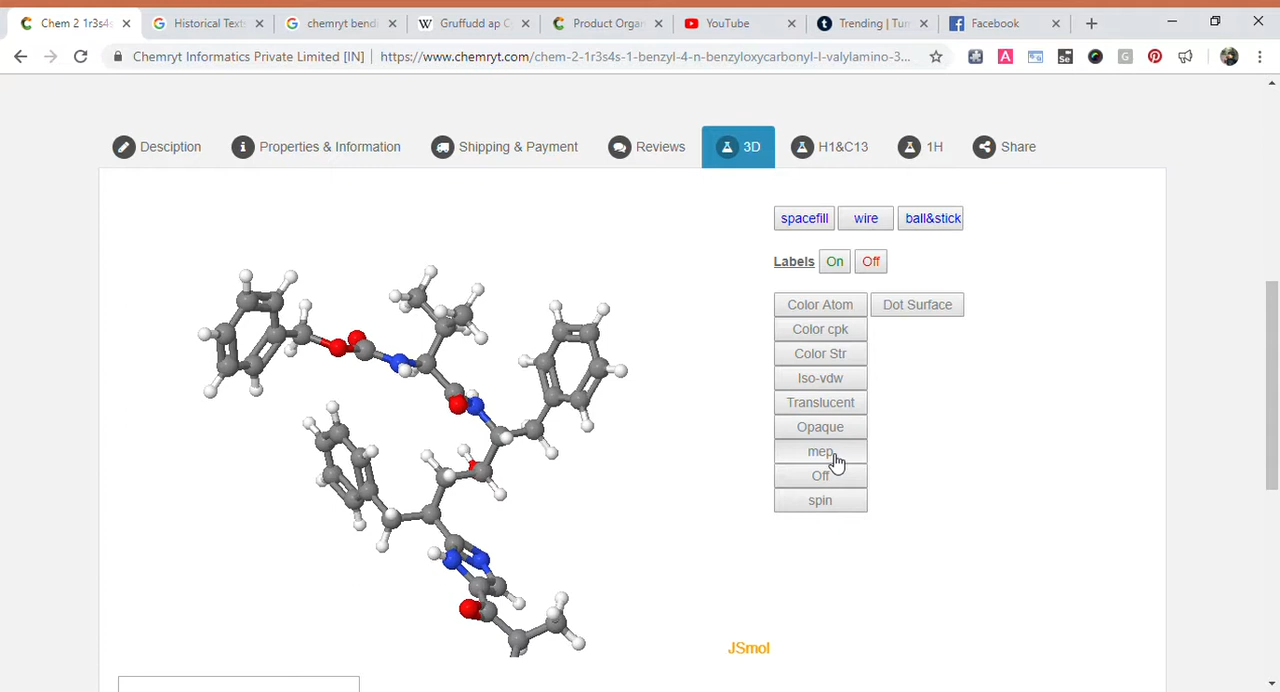 Chem 2 1r3s4s
Historical Text
chemryt bend
Gruffudd ap C
Product Organ
YouTube
Trending | Tum
Facebook
Chemryt Informatics Private Limited [IN] | https://www.chemryt.com/chem-2-1r3s4s-1-benzyl-4-n-benzyloxycarbonyl-l-valylamino-3...
Desciption
Properties & Information
Shipping & Payment
Reviews
3D
H1&C13
1H
Share
spacefill wire ball&stick
Labels On Off
Color Atom Dot Surface
Color cpk
Color Str
Iso-vdw
Translucent
Opaque
mep
Off
spin
JSmol